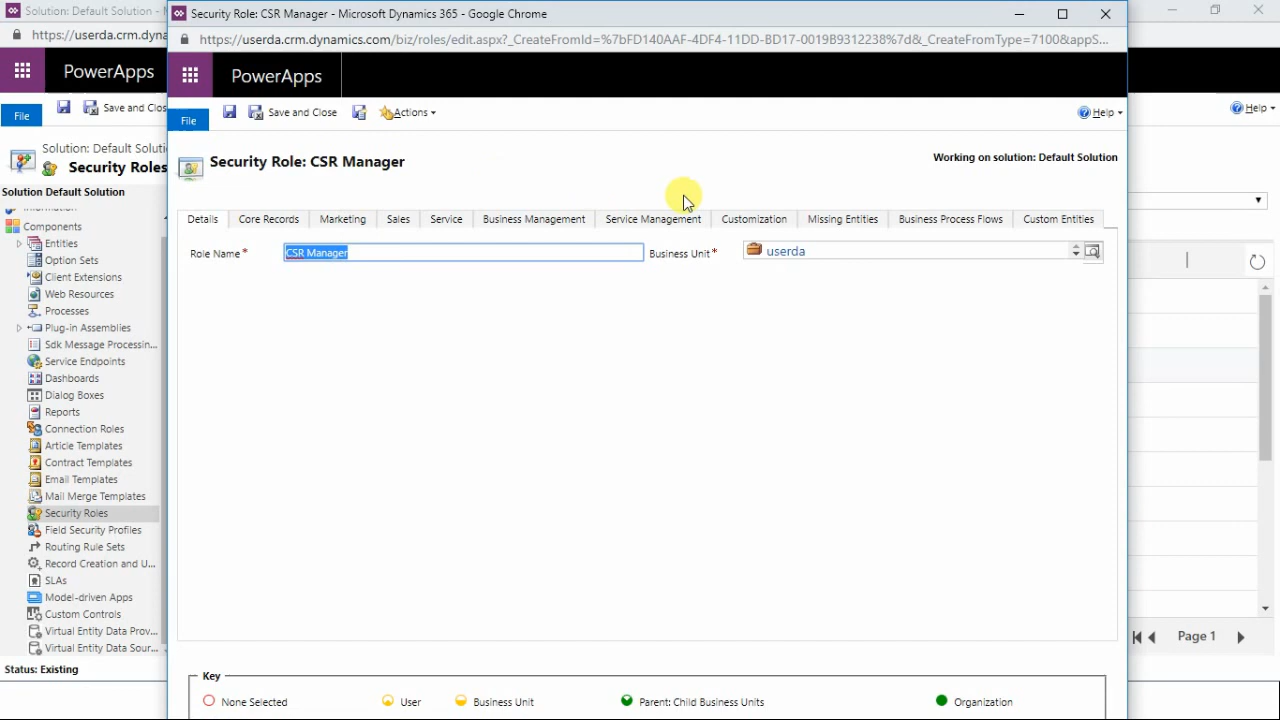 Solution: Default Solution -
https://userda.crm.dyna
PowerApps
File
Save and Clos
Help
Solution: Default Soluti
Security Roles
Solution Default Solution
Components
Entities
Option Sets
Client Extensions
Web Resources
Processes
Plug-in Assemblies
Sdk Message Processin...
Service Endpoints
Dashboards
Dialog Boxes
Reports
Connection Roles
Article Templates
Contract Templates
Email Templates
Mail Merge Templates
Security Roles
Field Security Profiles
Routing Rule Sets
Record Creation and U...
SLAs
Model-driven Apps
Custom Controls
Virtual Entity Data Prov...
Virtual Entity Data Sour...
Status: Existing
Page 1
Security Role: CSR Manager - Microsoft Dynamics 365 - Google Chrome
https://userda.crm.dynamics.com/biz/roles/edit.aspx?_CreateFromId=%7bFD140AAF-4DF4-11DD-BD17-0019B9312238%7d&_CreateFromType=7100&appS...
PowerApps
File
Save and Close
Actions
Help
Security Role: CSR Manager
Working on solution: Default Solution
Details Core Records Marketing Sales Service Business Management Service Management Customization Missing Entities Business Process Flows Custom Entities
Role Name* CSR Manager Business Unit* userda
Key
None Selected User Business Unit Parent: Child Business Units Organization